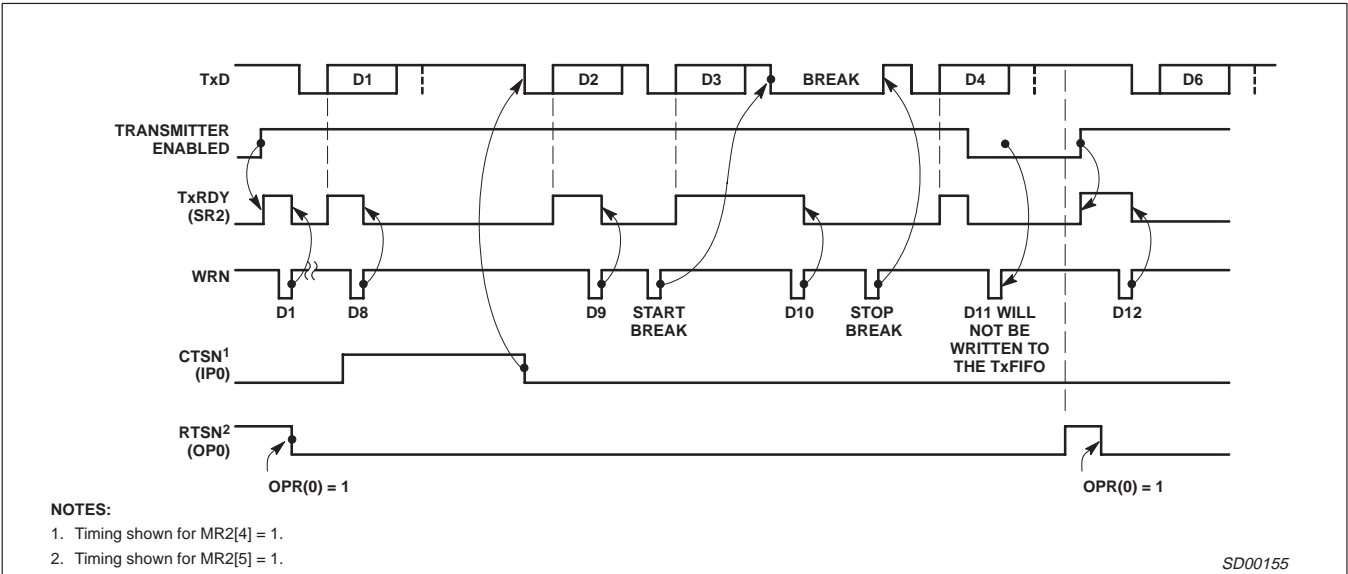 TxD D1 D2 D3 BREAK D4 D6
TRANSMITTER
ENABLED
TxRDY
(SR2)
WRN
D1 D8 D9 START
BREAK D10 STOP
BREAK D11 WILL
NOT BE
WRITTEN TO
THE TxFIFO D12
CTSN1
(IP0)
RTSN2
(OP0)
OPR(0) = 1 OPR(0) = 1
NOTES:
1. Timing shown for MR2[4] = 1.
2. Timing shown for MR2[5] = 1.
SD00155